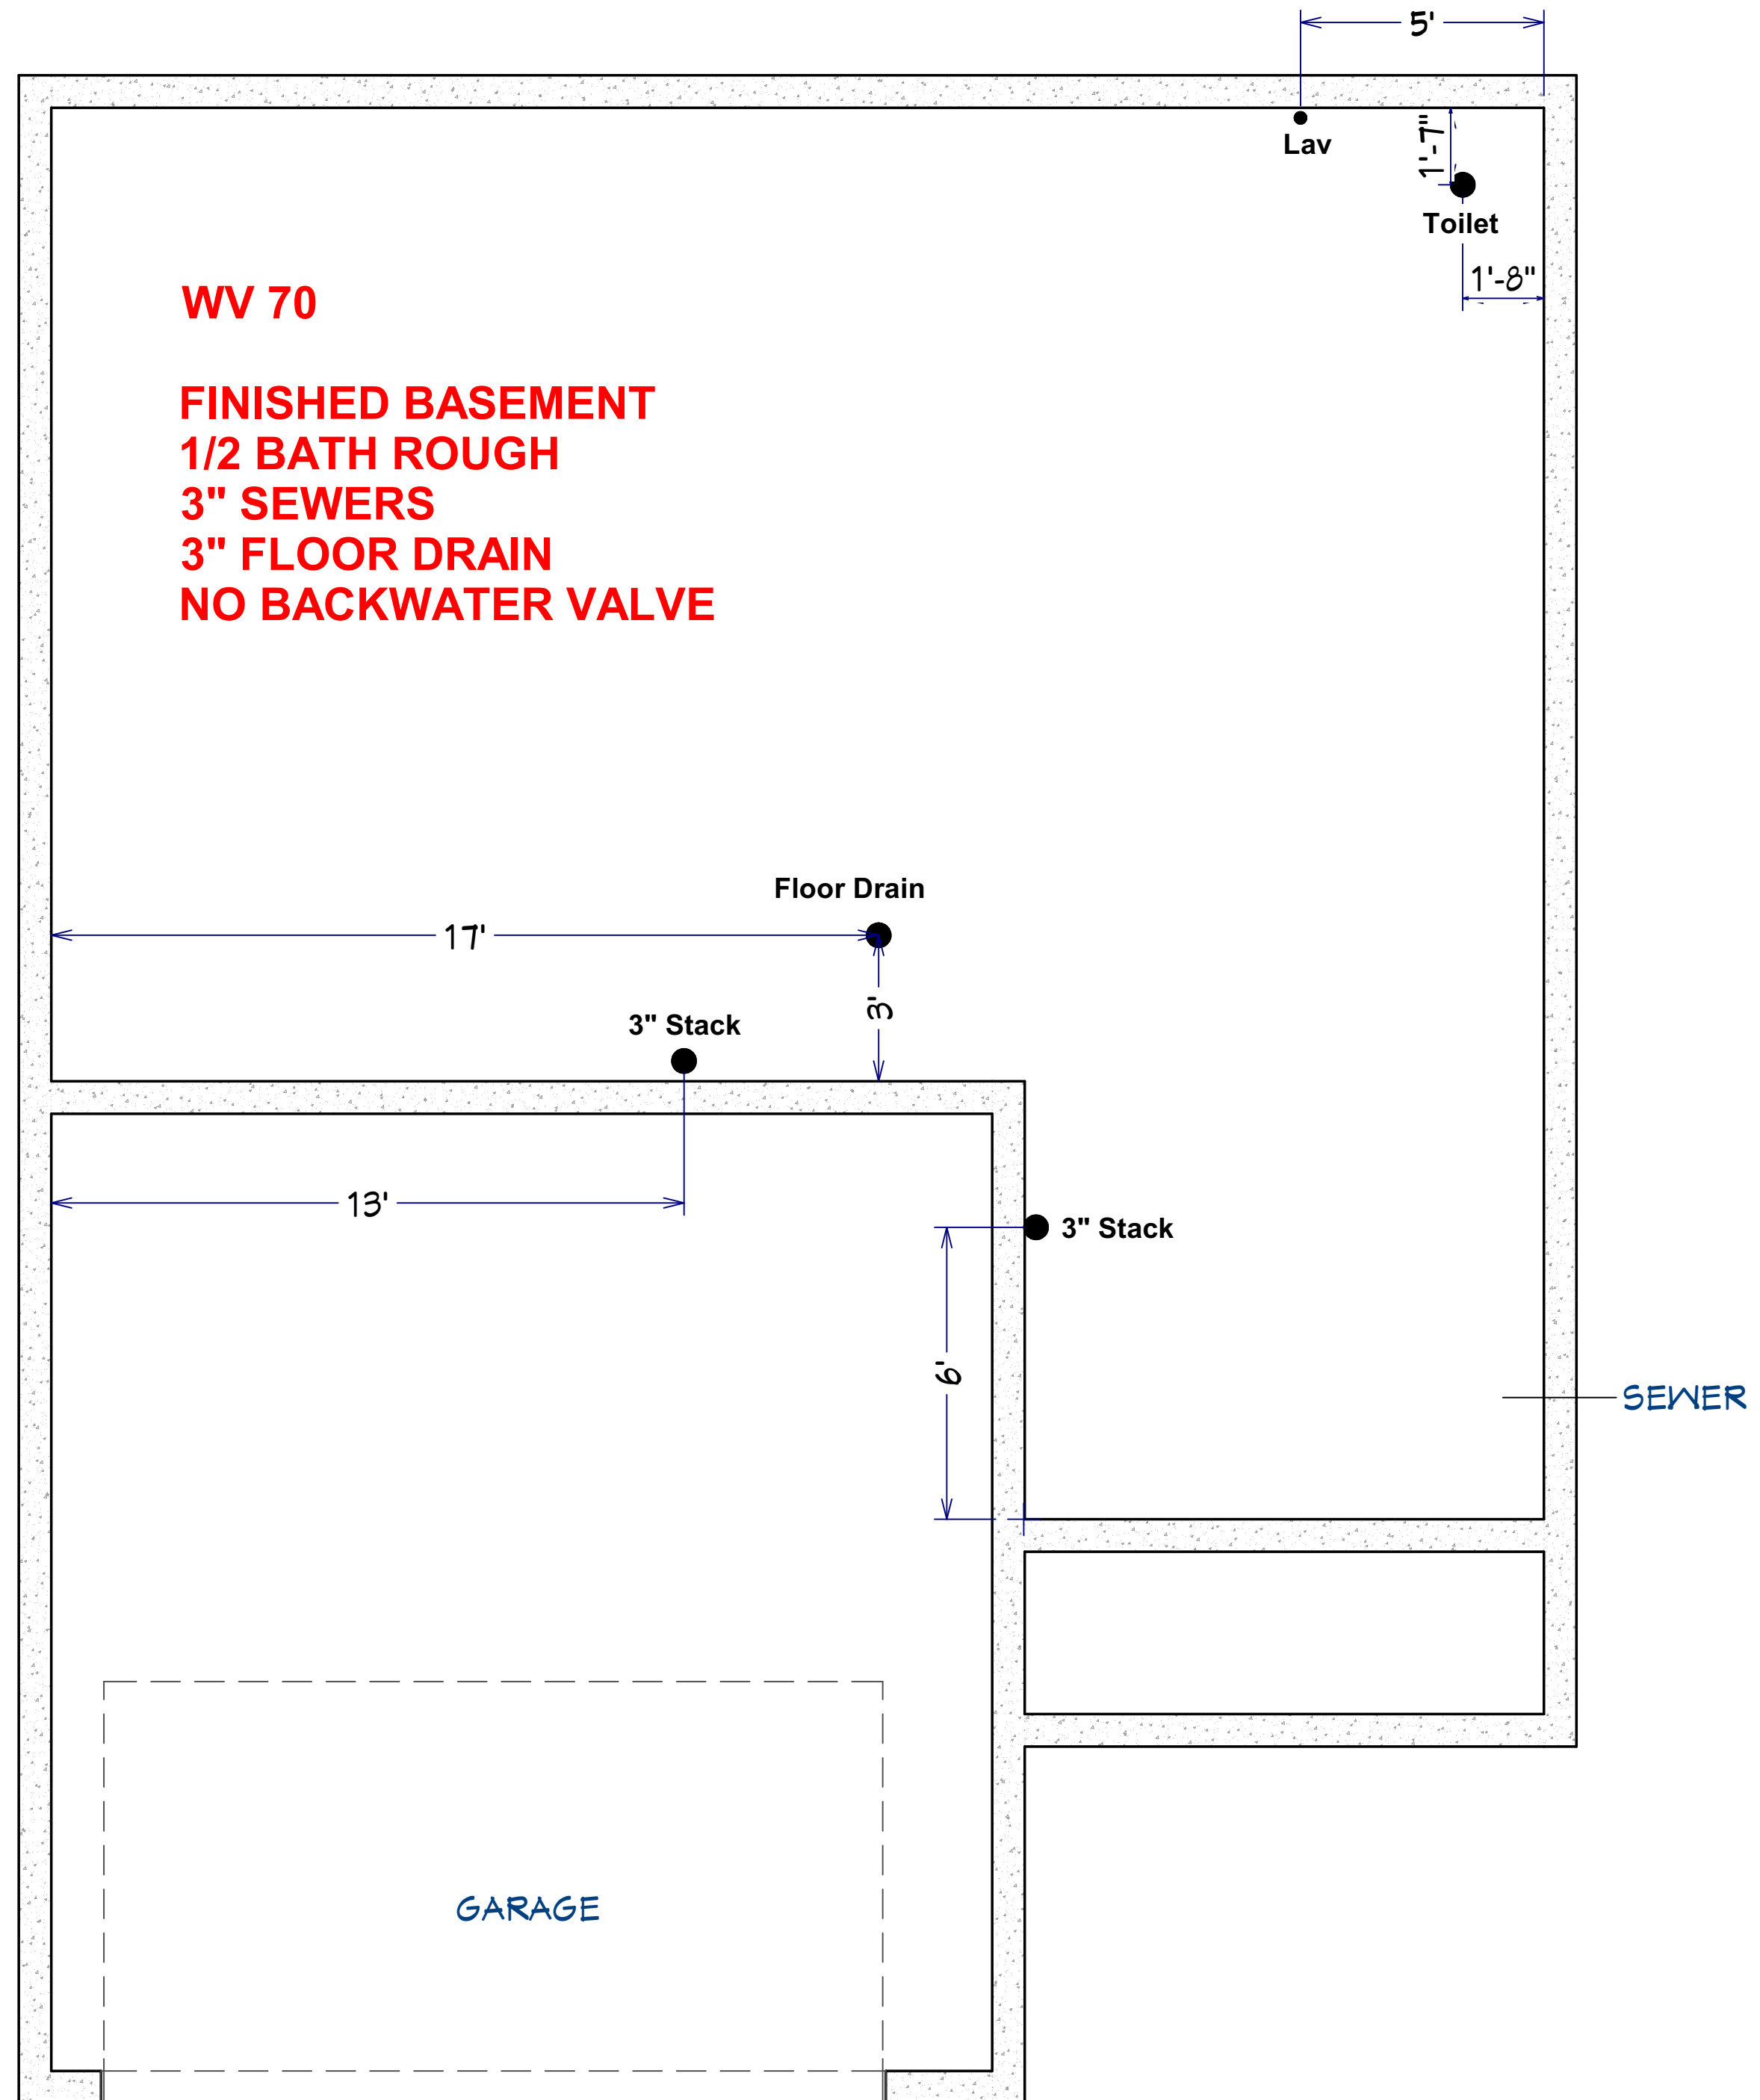 5'
Lav
1'-7"
Toilet
1'-8"
WV 70
FINISHED BASEMENT
1/2 BATH ROUGH
3" SEWERS
3" FLOOR DRAIN
NO BACKWATER VALVE
Floor Drain
17'
3'
3" Stack
13'
3" Stack
6'
SEWER
GARAGE